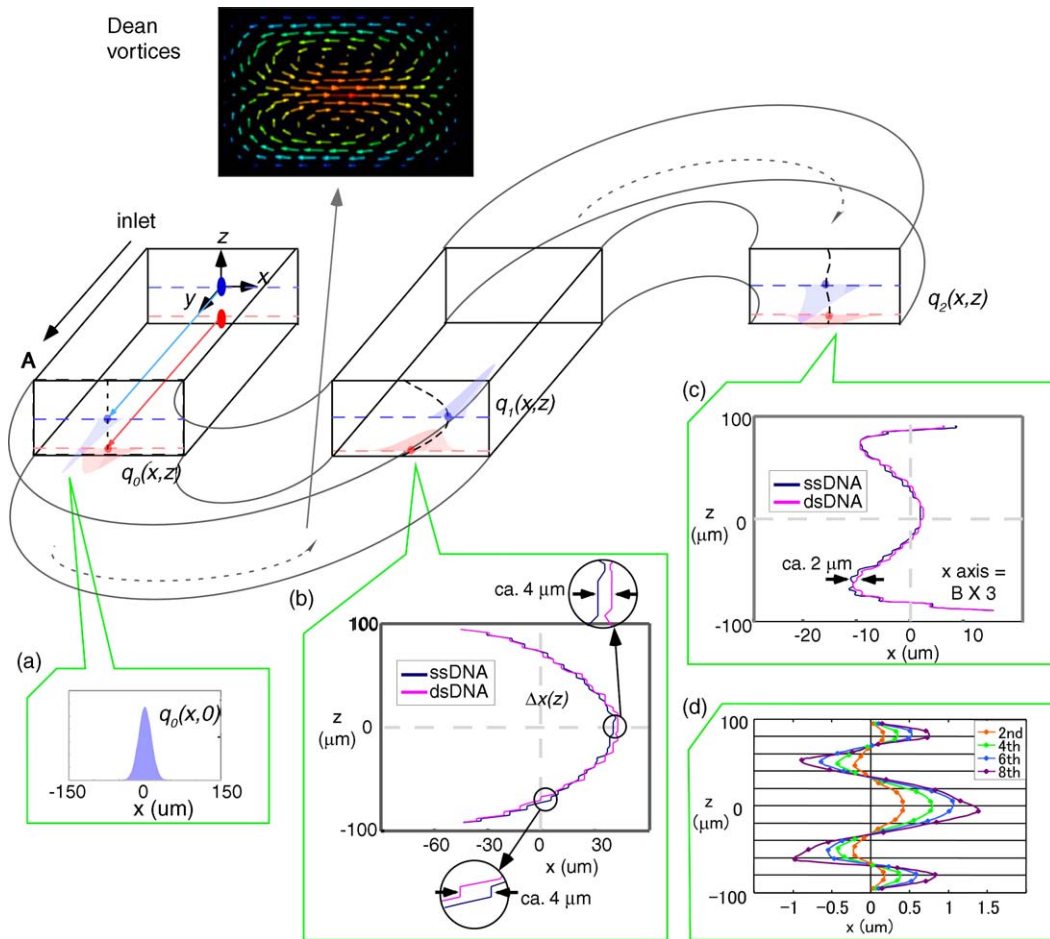 Dean
vortices
inlet
z
x
y
A
q0(x,z)
q1(x,z)
q2(x,z)
(a)
q0(x,0)
-150
0
150
x (um)
(b)
ca. 4 μm
100
ssDNA
dsDNA
Δx(z)
z
(μm)
0
-100
-60
-30
0
30
x (um)
ca. 4 μm
(c)
100
ssDNA
dsDNA
z
(μm)
0
ca. 2 μm
x axis =
B X 3
-100
-20
-10
0
10
x (um)
(d)
100
2nd
4th
6th
8th
z
(μm)
0
-100
-1
-0.5
0
0.5
1
1.5
x (um)